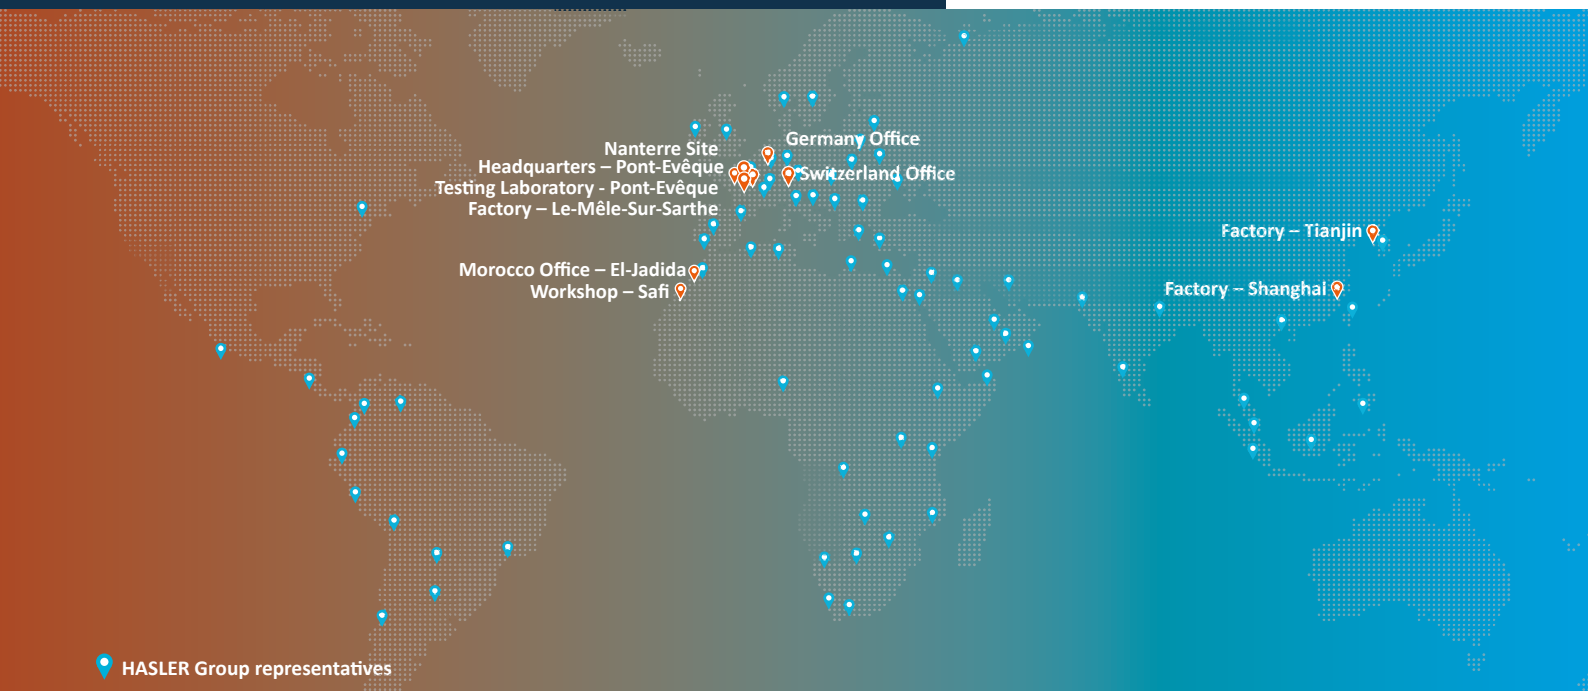 Nanterre Site
Germany Office
Headquarters – Pont-Evêque
Switzerland Office
Testing Laboratory - Pont-Evêque
Factory – Le-Mêle-Sur-Sarthe
Factory – Tianjin
Morocco Office – El-Jadida
Workshop – Safi
Factory – Shanghai
HASLER Group representatives